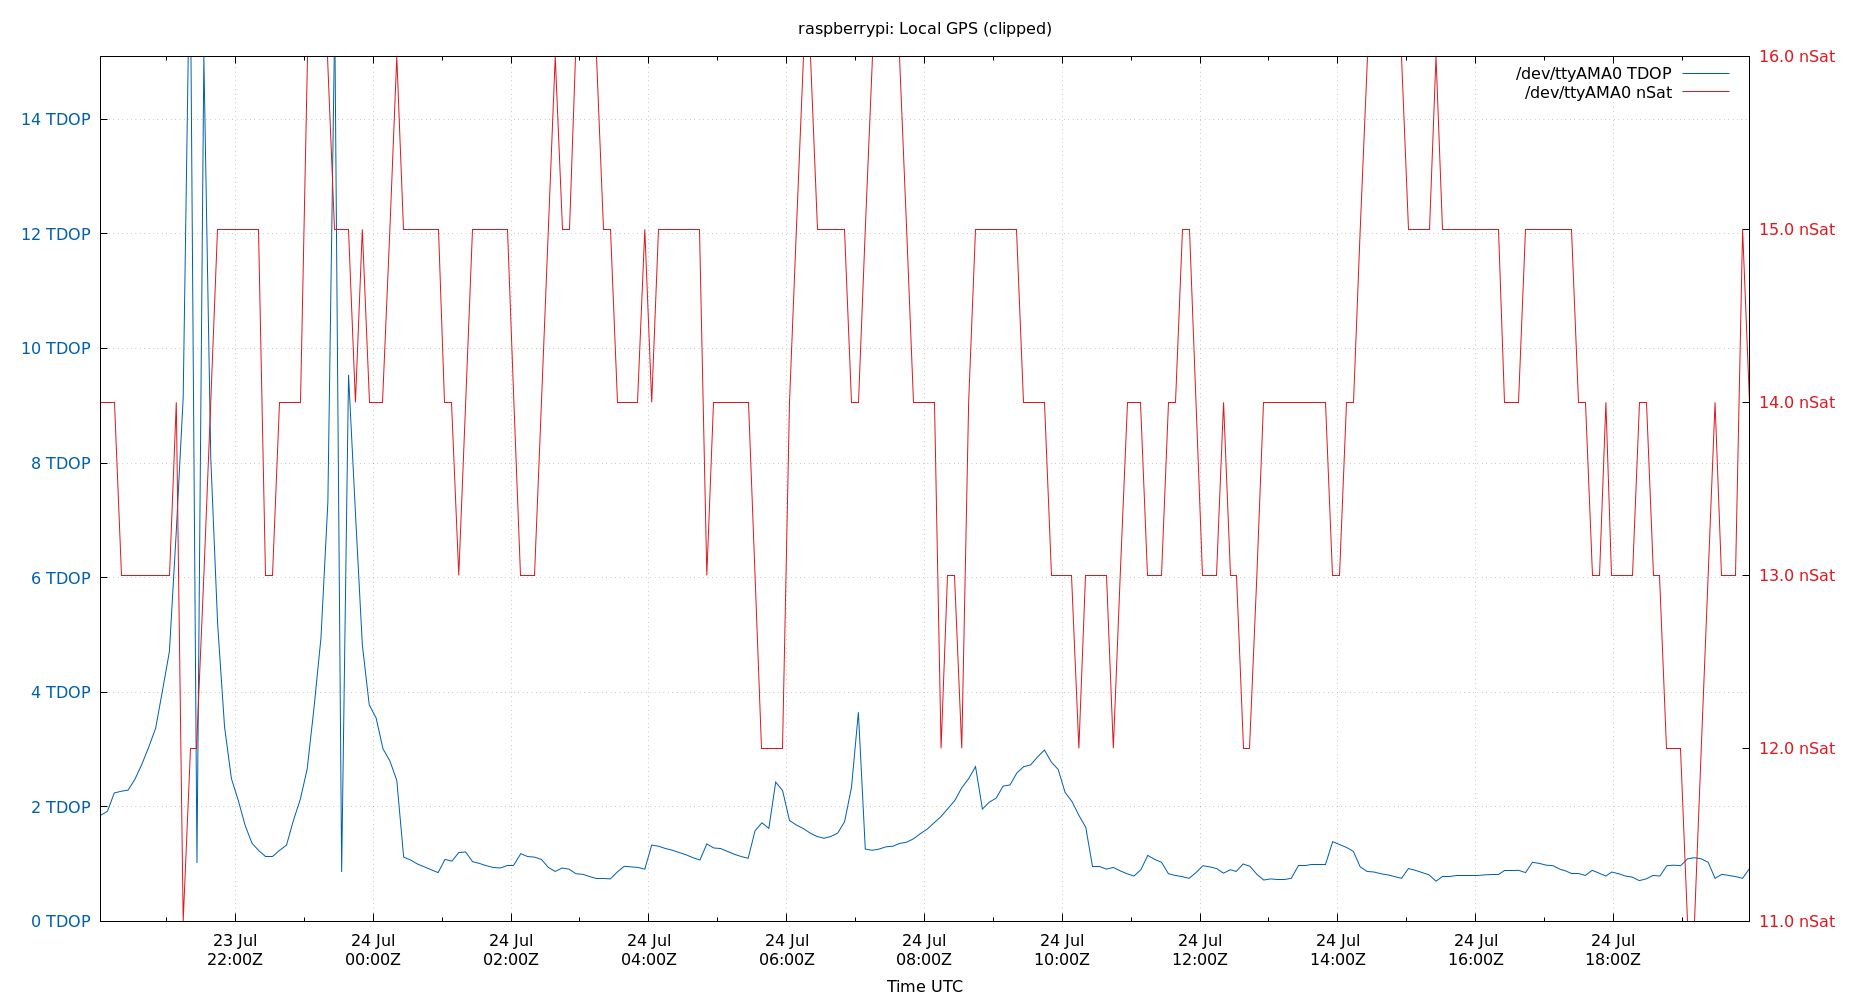 raspberrypi: Local GPS (clipped)
/dev/ttyAMA0 TDOP
/dev/ttyAMA0 nSat
14 TDOP
12 TDOP
10 TDOP
8 TDOP
6 TDOP
4 TDOP
2 TDOP
0 TDOP
16.0 nSat
15.0 nSat
14.0 nSat
13.0 nSat
12.0 nSat
11.0 nSat
23 Jul
22:00Z
24 Jul
00:00Z
24 Jul
02:00Z
24 Jul
04:00Z
24 Jul
06:00Z
24 Jul
08:00Z
24 Jul
10:00Z
24 Jul
12:00Z
24 Jul
14:00Z
24 Jul
16:00Z
24 Jul
18:00Z
Time UTC